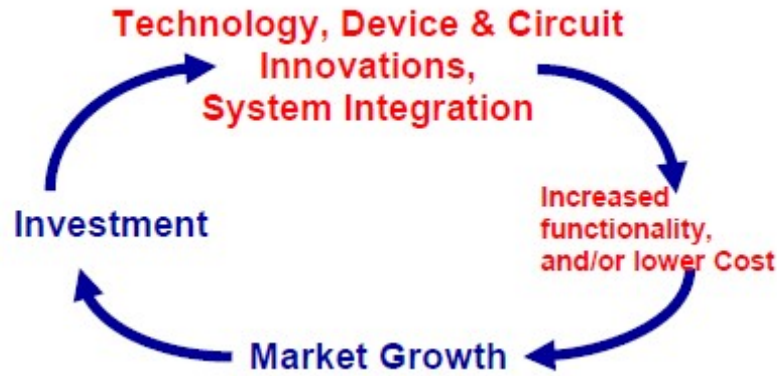 Technology, Device & Circuit
Innovations,
System Integration
Increased
functionality,
and/or lower Cost
Market Growth
Investment